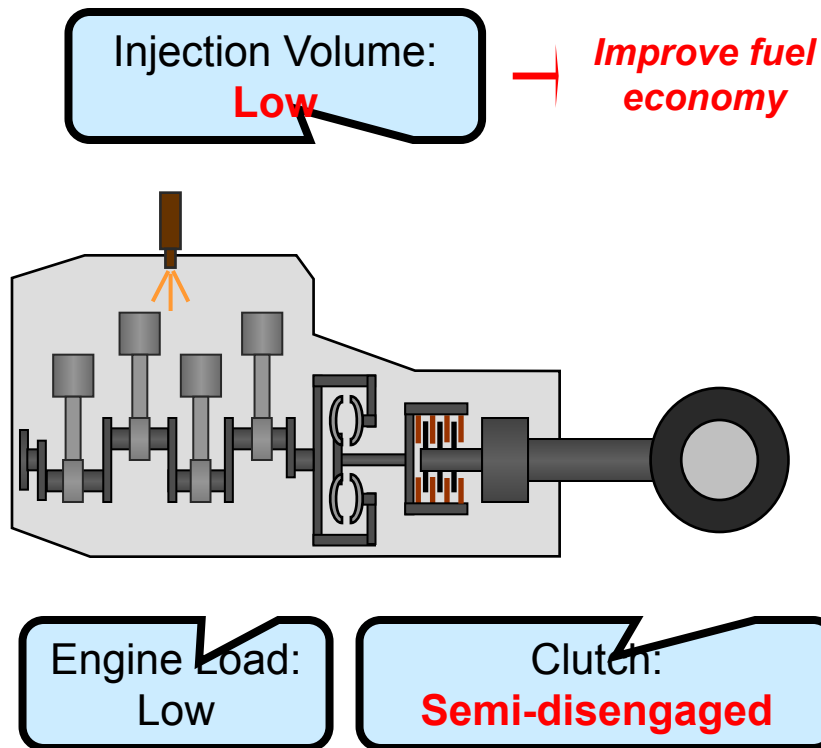 Injection Volume:
Low
Improve fuel
economy
Engine Load:
Low
Clutch:
Semi-disengaged